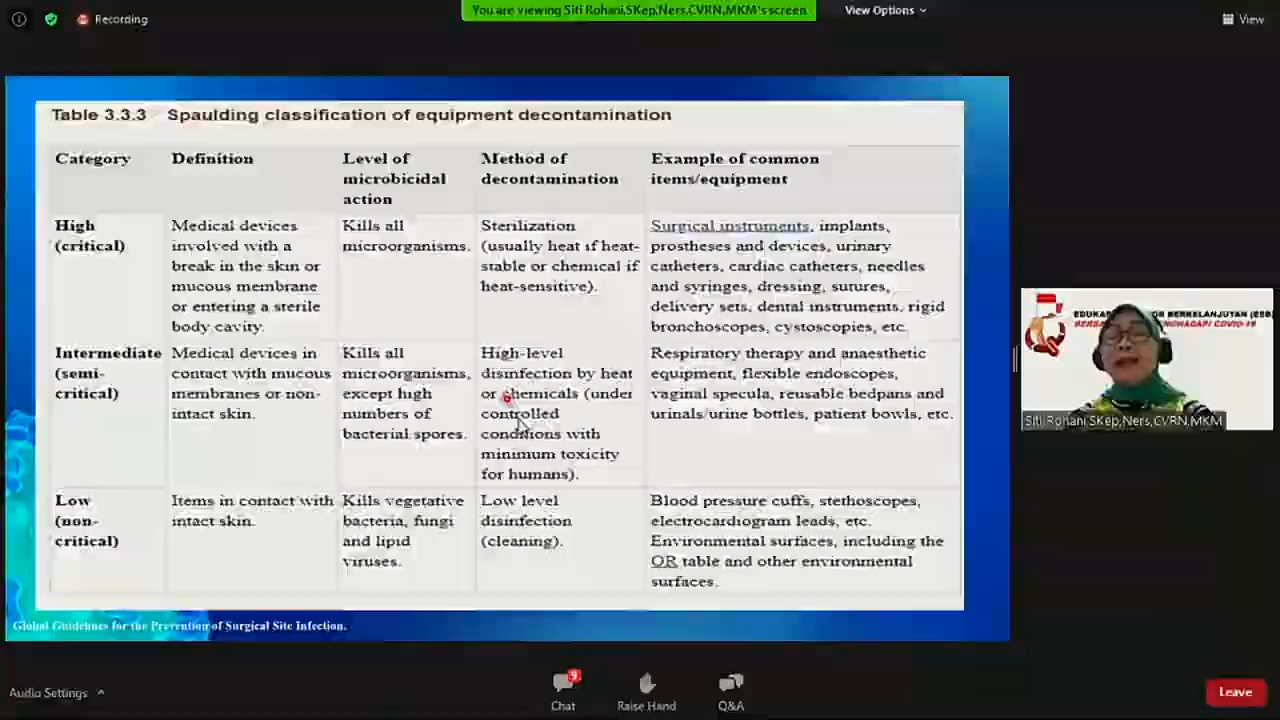 Recording
You are viewing Siti Rohani,SKep,Ners,CVRN,MKM's screen
View Options
View
Table 3.3.3 Spaulding classification of equipment decontamination
Category
Definition
Level of
microbicidal
action
Method of
decontamination
Example of common
items/equipment
High
(critical)
Medical devices
involved with a
break in the skin or
mucous membrane
or entering a sterile
body cavity.
Kills all
microorganisms.
Sterilization
(usually heat if heat-
stable or chemical if
heat-sensitive).
Surgical instruments, implants,
prostheses and devices, urinary
catheters, cardiac catheters, needles
and syringes, dressing, sutures,
delivery sets, dental instruments, rigid
bronchoscopes, cystoscopies, etc.
Intermediate
(semi-
critical)
Medical devices in
contact with mucous
membranes or non-
intact skin.
Kills all
microorganisms,
except high
numbers of
bacterial spores.
High-level
disinfection by heat
or chemicals (under
controlled
conditions with
minimum toxicity
for humans).
Respiratory therapy and anaesthetic
equipment, flexible endoscopes,
vaginal specula, reusable bedpans and
urinals/urine bottles, patient bowls, etc.
Low
(non-
critical)
Items in contact with
intact skin.
Kills vegetative
bacteria, fungi
and lipid
viruses.
Low level
disinfection
(cleaning).
Blood pressure cuffs, stethoscopes,
electrocardiogram leads, etc.
Environmental surfaces, including the
OR table and other environmental
surfaces.
Global Guidelines for the Prevention of Surgical Site Infection.
BERKELANJUTAN (ESB
COVID-19
Siti Rohani SKep,Ners,CVRN,MKM
Audio Settings
9
Chat
Raise Hand
Q&A
Leave